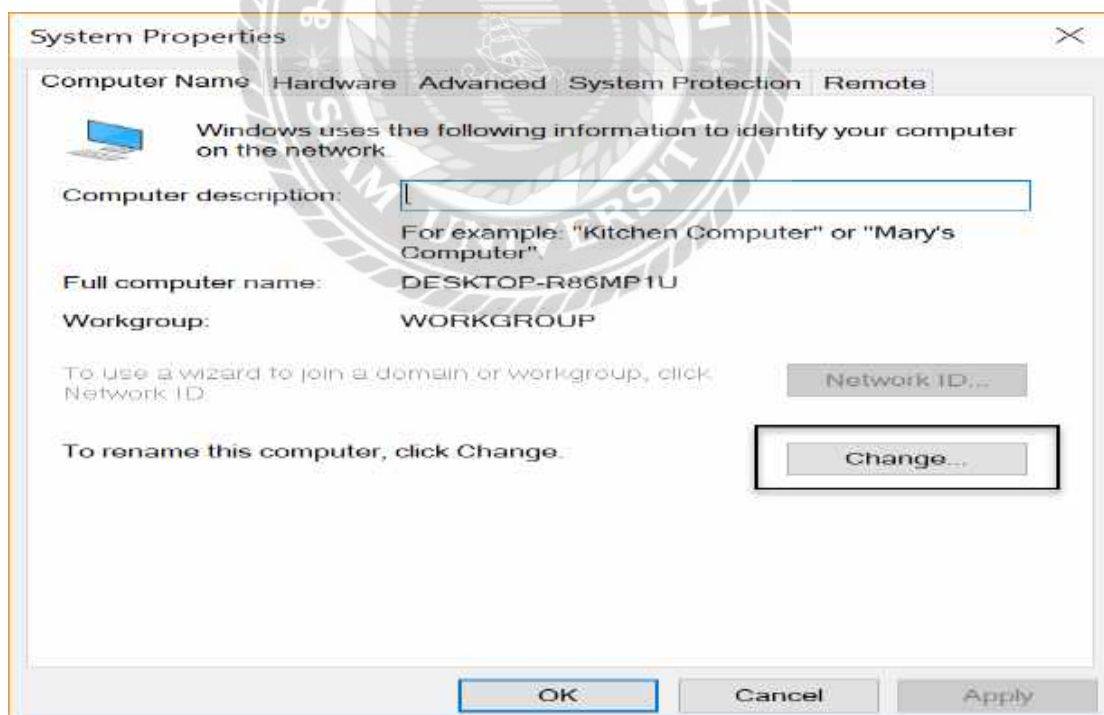 System Properties
Computer Name Hardware Advanced System Protection Remote
Windows uses the following information to identify your computer
on the network.
Computer description:
For example: "Kitchen Computer" or "Mary's
Computer".
Full computer name: DESKTOP-R86MP1U
Workgroup: WORKGROUP
To use a wizard to join a domain or workgroup, click
Network ID.
Network ID...
To rename this computer, click Change.
Change...
OK Cancel Apply
UNIVERSITY